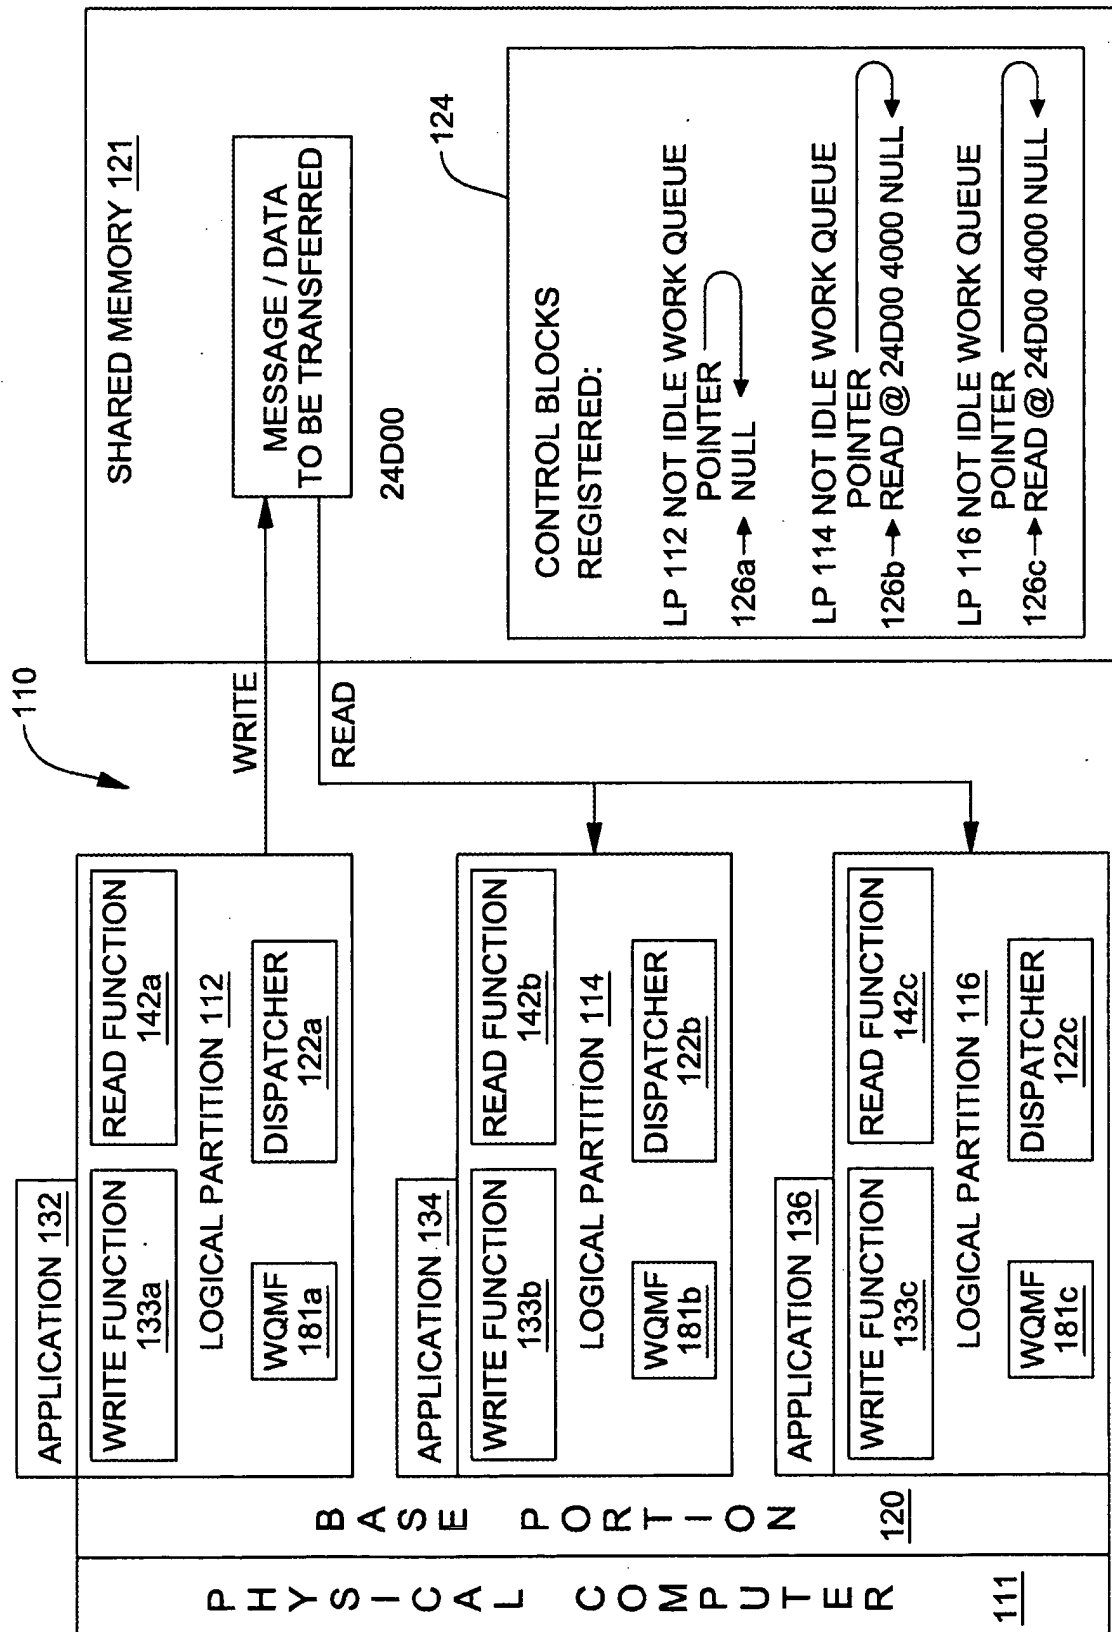 110
APPLICATION 132
WRITE FUNCTION
133a
READ FUNCTION
142a
LOGICAL PARTITION 112
WQMF
181a
DISPATCHER
122a
APPLICATION 134
WRITE FUNCTION
133b
READ FUNCTION
142b
LOGICAL PARTITION 114
WQMF
181b
DISPATCHER
122b
APPLICATION 136
WRITE FUNCTION
133c
READ FUNCTION
142c
LOGICAL PARTITION 116
WQMF
181c
DISPATCHER
122c
BASE PORTION
120
PHYSICAL COMPUTER
111
WRITE
READ
SHARED MEMORY 121
MESSAGE / DATA
TO BE TRANSFERRED
24D00
124
CONTROL BLOCKS
REGISTERED:
LP 112 NOT IDLE WORK QUEUE
POINTER
126a → NULL
LP 114 NOT IDLE WORK QUEUE
POINTER
126b → READ @ 24D00 4000 NULL
LP 116 NOT IDLE WORK QUEUE
POINTER
126c → READ @ 24D00 4000 NULL